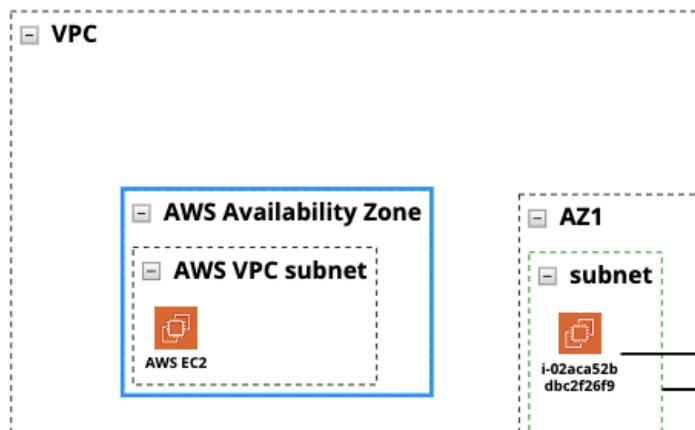 VPC
AWS Availability Zone
AWS VPC subnet
AWS EC2
AZ1
subnet
i-02aca52b
dbc2f26f9